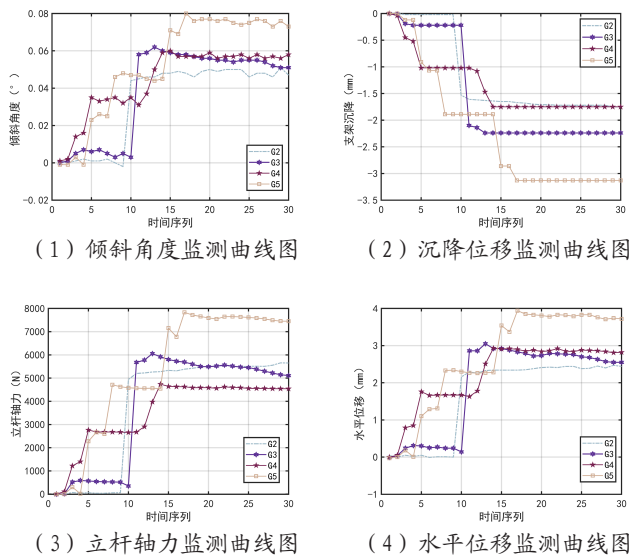 0.08
0.06
0.04
0.02
0
-0.02
倾斜角度（°）
0 5 10 15 20 25 30
时间序列
G2
G3
G4
G5
（1）倾斜角度监测曲线图
0
-0.5
-1
-1.5
-2
-2.5
-3
-3.5
支架沉降（mm）
0 5 10 15 20 25 30
时间序列
G2
G3
G4
G5
（2）沉降位移监测曲线图
8000
7000
6000
5000
4000
3000
2000
1000
0
立杆轴力（N）
0 5 10 15 20 25 30
时间序列
G2
G3
G4
G5
（3）立杆轴力监测曲线图
4
3
2
1
0
-1
水平位移（mm）
0 5 10 15 20 25 30
时间序列
G2
G3
G4
G5
（4）水平位移监测曲线图